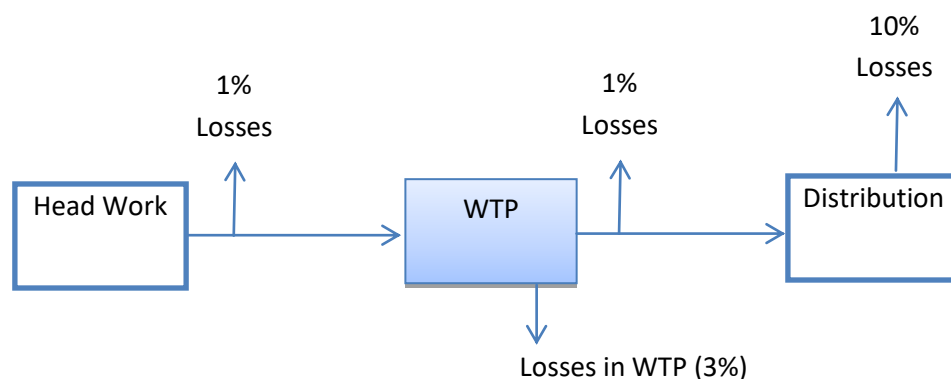 10%
Losses
1%
Losses
1%
Losses
Head Work
WTP
Distribution
Losses in WTP (3%)